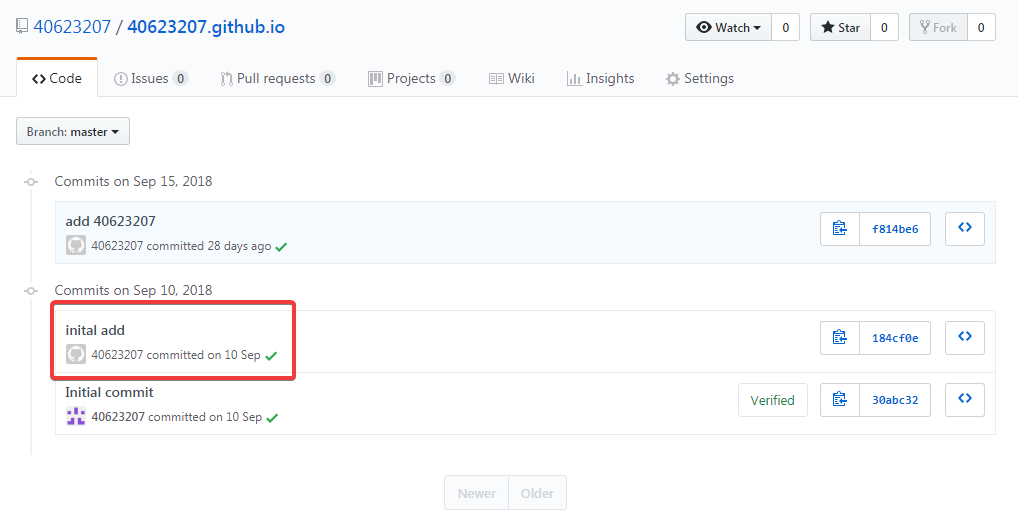 40623207 / 40623207.github.io
Watch 0 Star 0 Fork 0
Code Issues 0 Pull requests 0 Projects 0 Wiki Insights Settings
Branch: master
Commits on Sep 15, 2018
add 40623207
40623207 committed 28 days ago
f814be6
Commits on Sep 10, 2018
inital add
40623207 committed on 10 Sep
184cf0e
Initial commit
40623207 committed on 10 Sep
Verified 30abc32
Newer Older